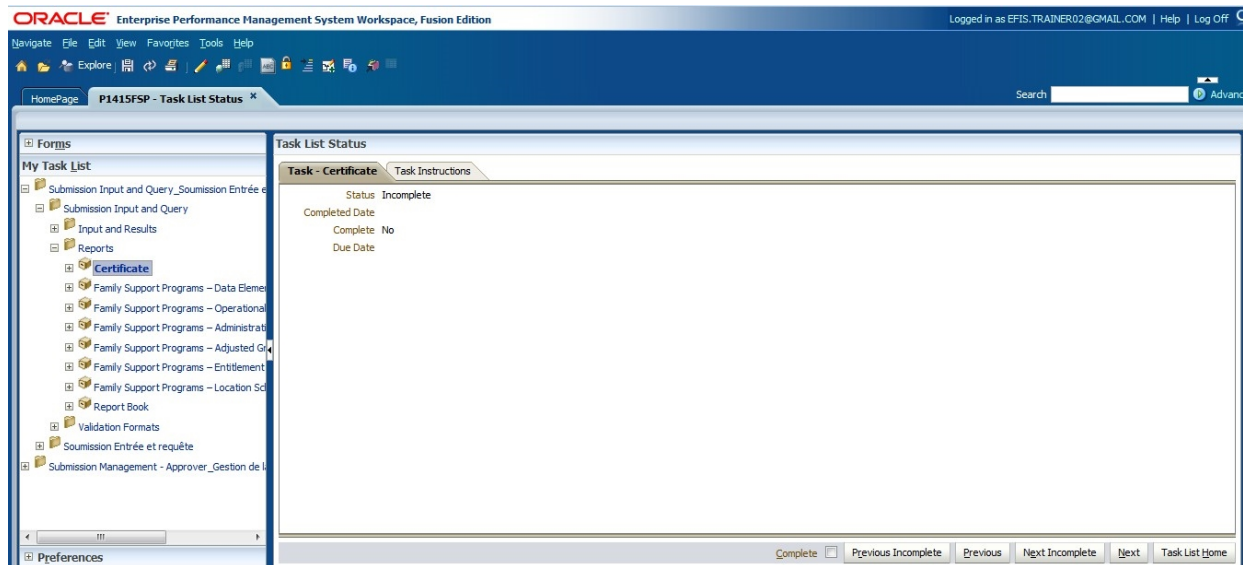 ORACLE Enterprise Performance Management System Workspace, Fusion Edition
Logged in as EFIS.TRAINER02@GMAIL.COM | Help | Log Off
Navigate File Edit View Favorites Tools Help
Explore
HomePage P1415FSP - Task List Status
Search Advanc
Forms
My Task List
Submission Input and Query_Soumission Entrée e
Submission Input and Query
Input and Results
Reports
Certificate
Family Support Programs – Data Elemen
Family Support Programs – Operational
Family Support Programs – Administrati
Family Support Programs – Adjusted Gr
Family Support Programs – Entitlement
Family Support Programs – Location Sch
Report Book
Validation Formats
Soumission Entrée et requête
Submission Management - Approver_Gestion de la
Preferences
Task List Status
Task - Certificate Task Instructions
Status Incomplete
Completed Date
Complete No
Due Date
Complete Previous Incomplete Previous Next Incomplete Next Task List Home